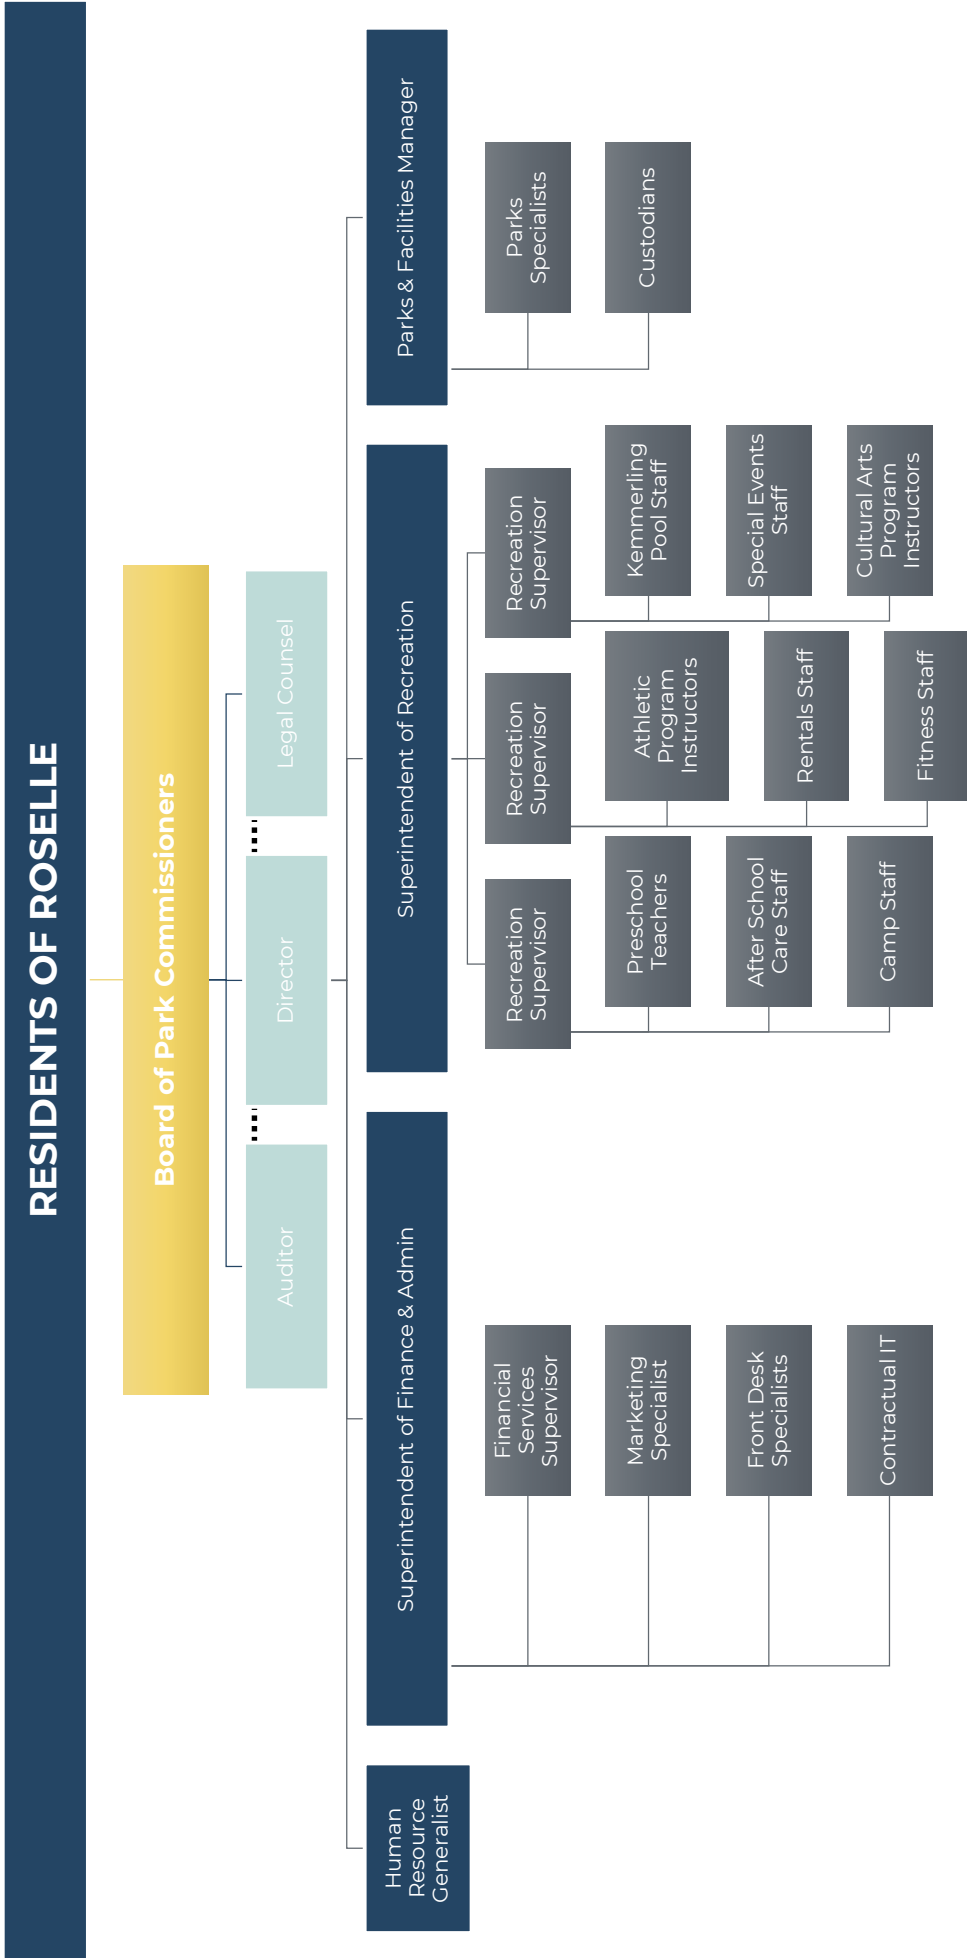 RESIDENTS OF ROSELLE
Board of Park Commissioners
Auditor
Director
Legal Counsel
Human
Resource
Generalist
Superintendent of Finance & Admin
Superintendent of Recreation
Parks & Facilities Manager
Financial
Services
Supervisor
Marketing
Specialist
Front Desk
Specialists
Contractual IT
Recreation
Supervisor
Preschool
Teachers
After School
Care Staff
Camp Staff
Recreation
Supervisor
Athletic
Program
Instructors
Rentals Staff
Fitness Staff
Recreation
Supervisor
Kemmerling
Pool Staff
Special Events
Staff
Cultural Arts
Program
Instructors
Parks
Specialists
Custodians